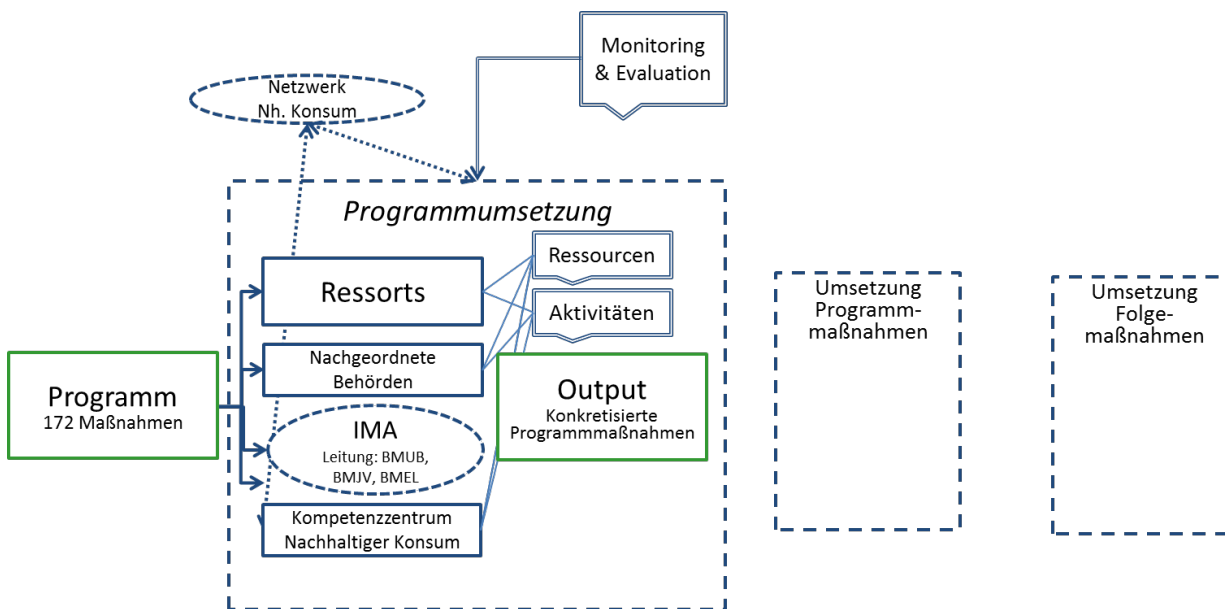 Monitoring
& Evaluation
Netzwerk
Nh. Konsum
Programmumsetzung
Ressorts
Ressourcen
Aktivitäten
Nachgeordnete
Behörden
Programm
172 Maßnahmen
Output
Konkretisierte
Programmmaßnahmen
IMA
Leitung: BMUB,
BMJV, BMEL
Kompetenzzentrum
Nachhaltiger Konsum
Umsetzung
Programm-
maßnahmen
Umsetzung
Folge-
maßnahmen